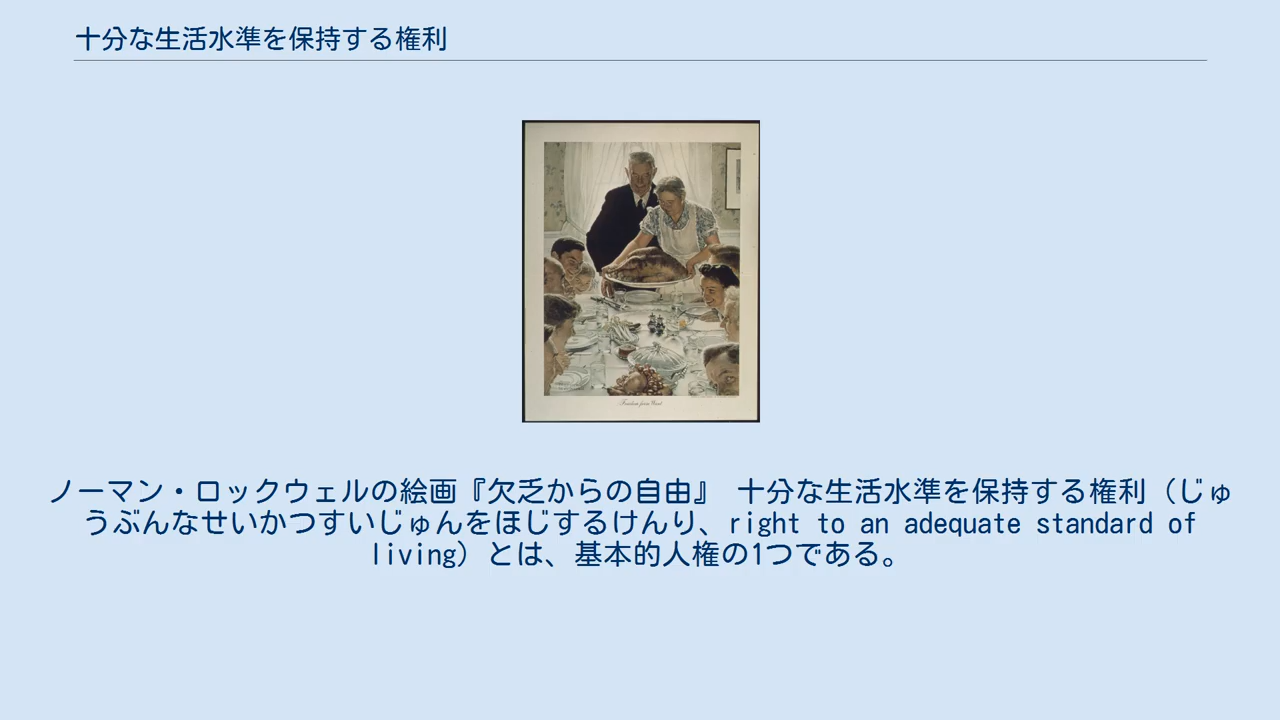 十分な生活水準を保持する権利
Freedom from Want
ノーマン・ロックウェルの絵画『欠乏からの自由』 十分な生活水準を保持する権利（じゅ
うぶんなせいかつすいじゅんをほじするけんり、right to an adequate standard of
living）とは、基本的人権の1つである。